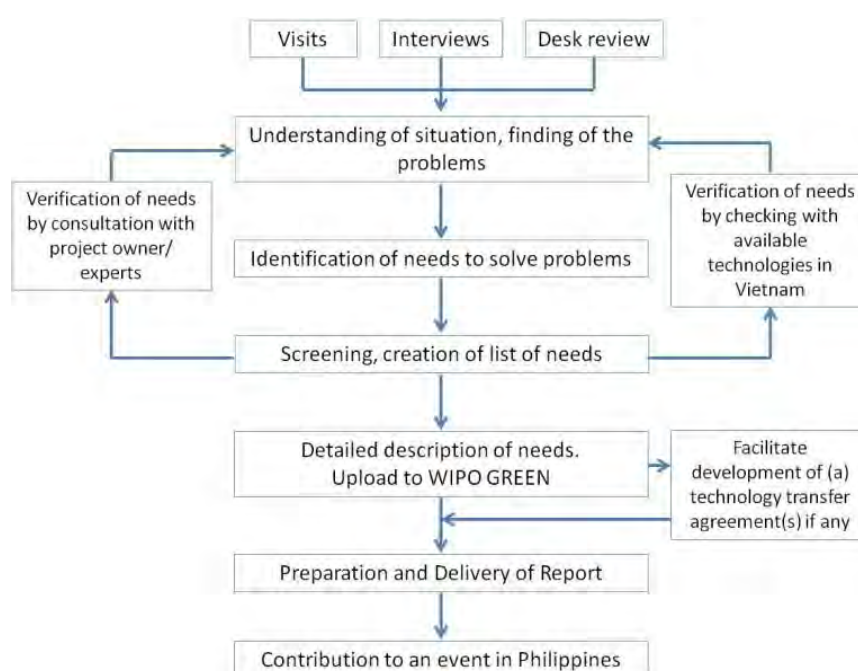 Visits
Interviews
Desk review
Understanding of situation, finding of the
problems
Verification of needs
by consultation with
project owner/
experts
Verification of needs
by checking with
available
technologies in
Vietnam
Identification of needs to solve problems
Screening, creation of list of needs
Detailed description of needs.
Upload to WIPO GREEN
Facilitate
development of (a)
technology transfer
agreement(s) if any
Preparation and Delivery of Report
Contribution to an event in Philippines